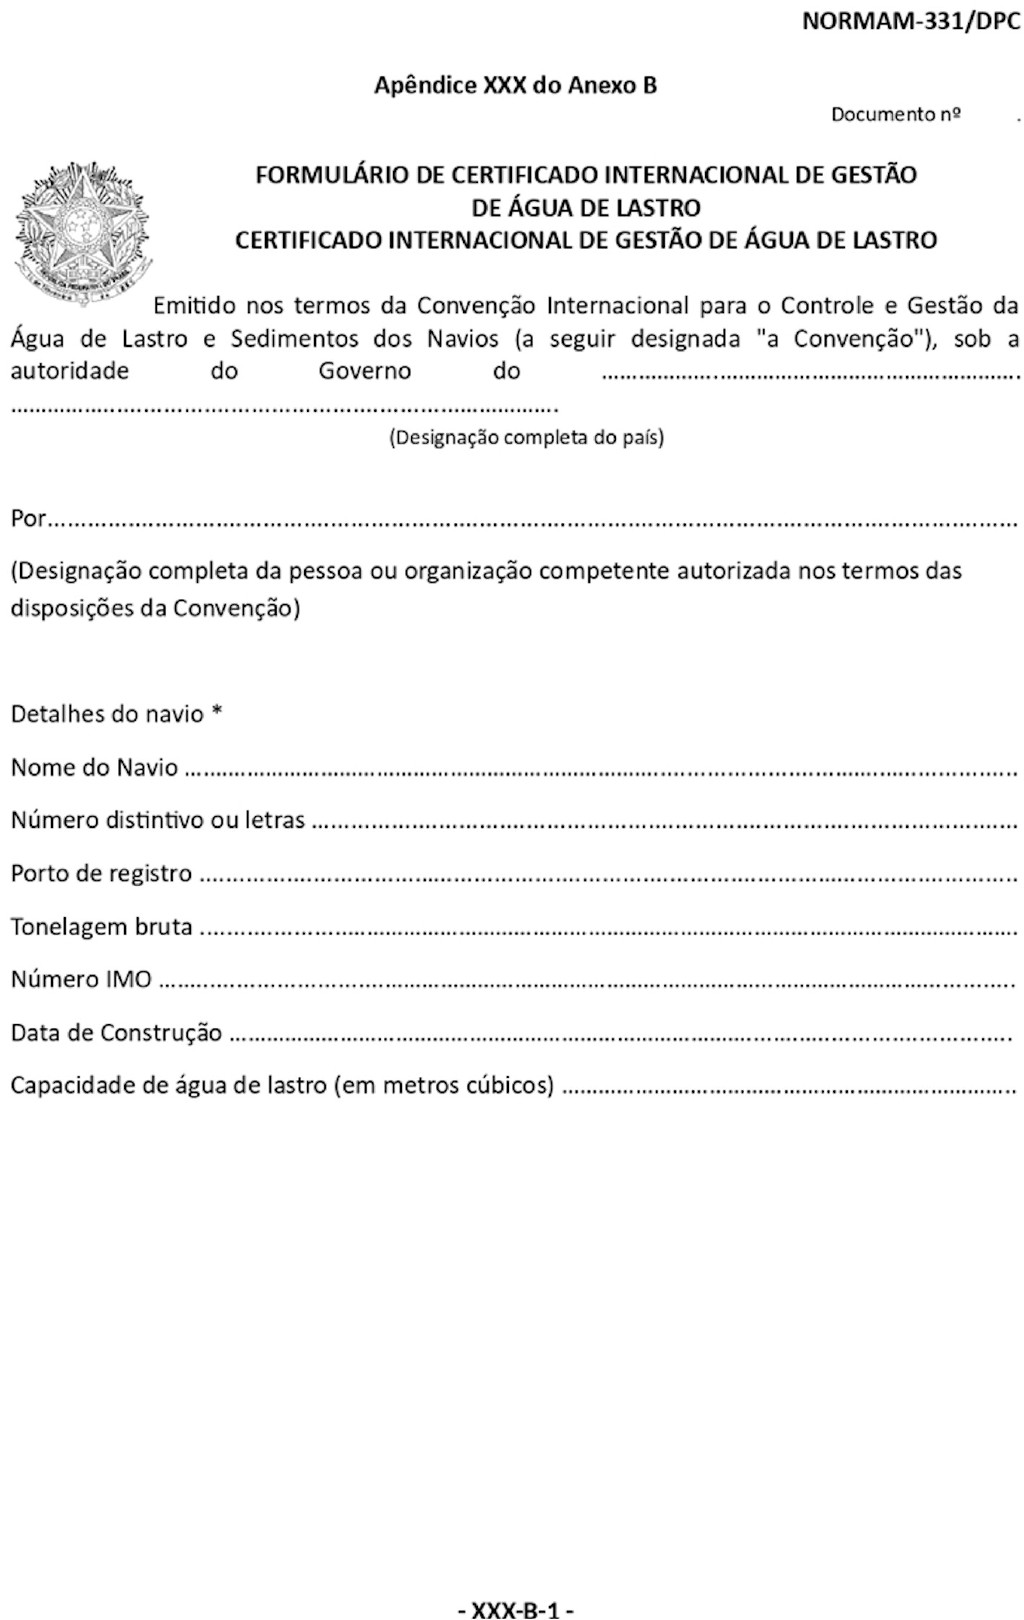 NORMAM-331/DPC
Apêndice XXX do Anexo B
Documento nº .
FORMULÁRIO DE CERTIFICADO INTERNACIONAL DE GESTÃO
DE ÁGUA DE LASTRO
CERTIFICADO INTERNACIONAL DE GESTÃO DE ÁGUA DE LASTRO
Emitido nos termos da Convenção Internacional para o Controle e Gestão da
Água de Lastro e Sedimentos dos Navios (a seguir designada "a Convenção"), sob a
autoridade do Governo do ..............................................................
..................................................................................
(Designação completa do país)
Por................................................................................................................................................
(Designação completa da pessoa ou organização competente autorizada nos termos das
disposições da Convenção)
Detalhes do navio *
Nome do Navio ............................................................................................................................
Número distintivo ou letras .........................................................................................................
Porto de registro .........................................................................................................................
Tonelagem bruta .........................................................................................................................
Número IMO ...............................................................................................................................
Data de Construção ....................................................................................................................
Capacidade de água de lastro (em metros cúbicos) ....................................................................
- XXX-B-1 -